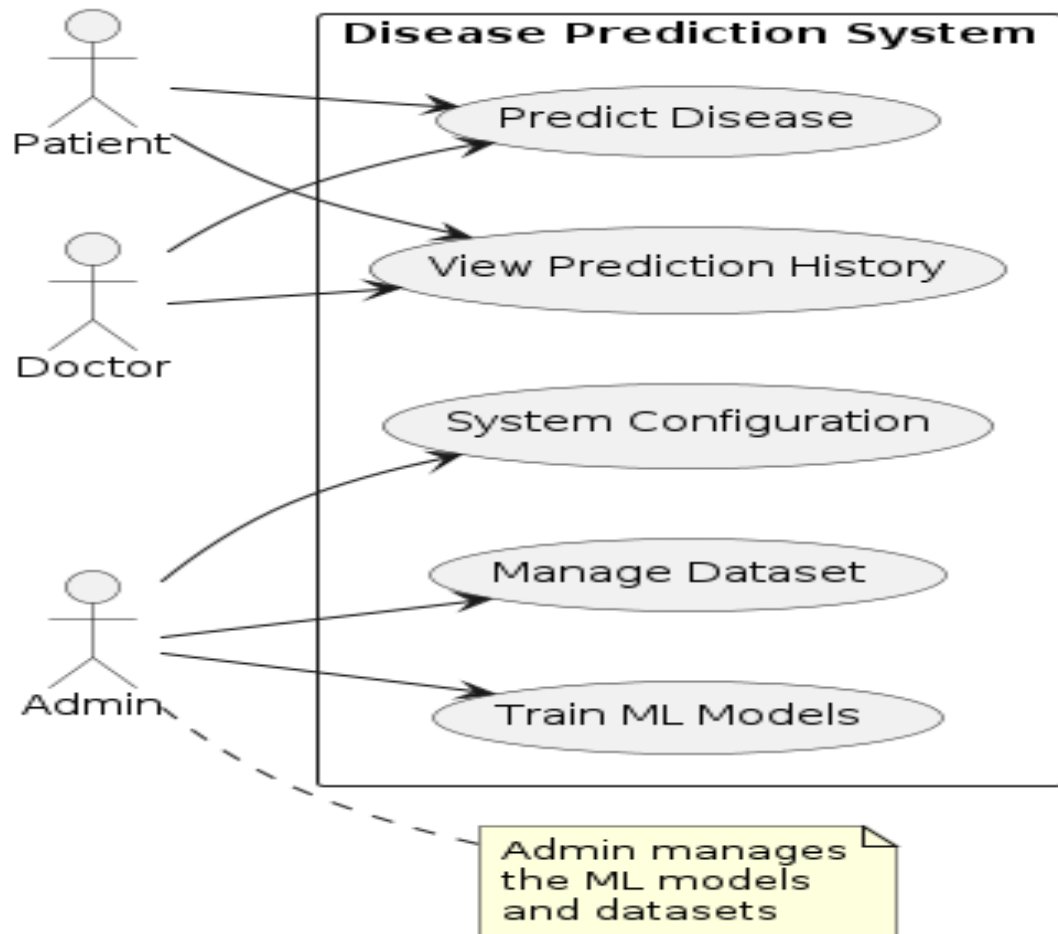 Disease Prediction System
Patient
Predict Disease
View Prediction History
Doctor
System Configuration
Manage Dataset
Admin
Train ML Models
Admin manages
the ML models
and datasets